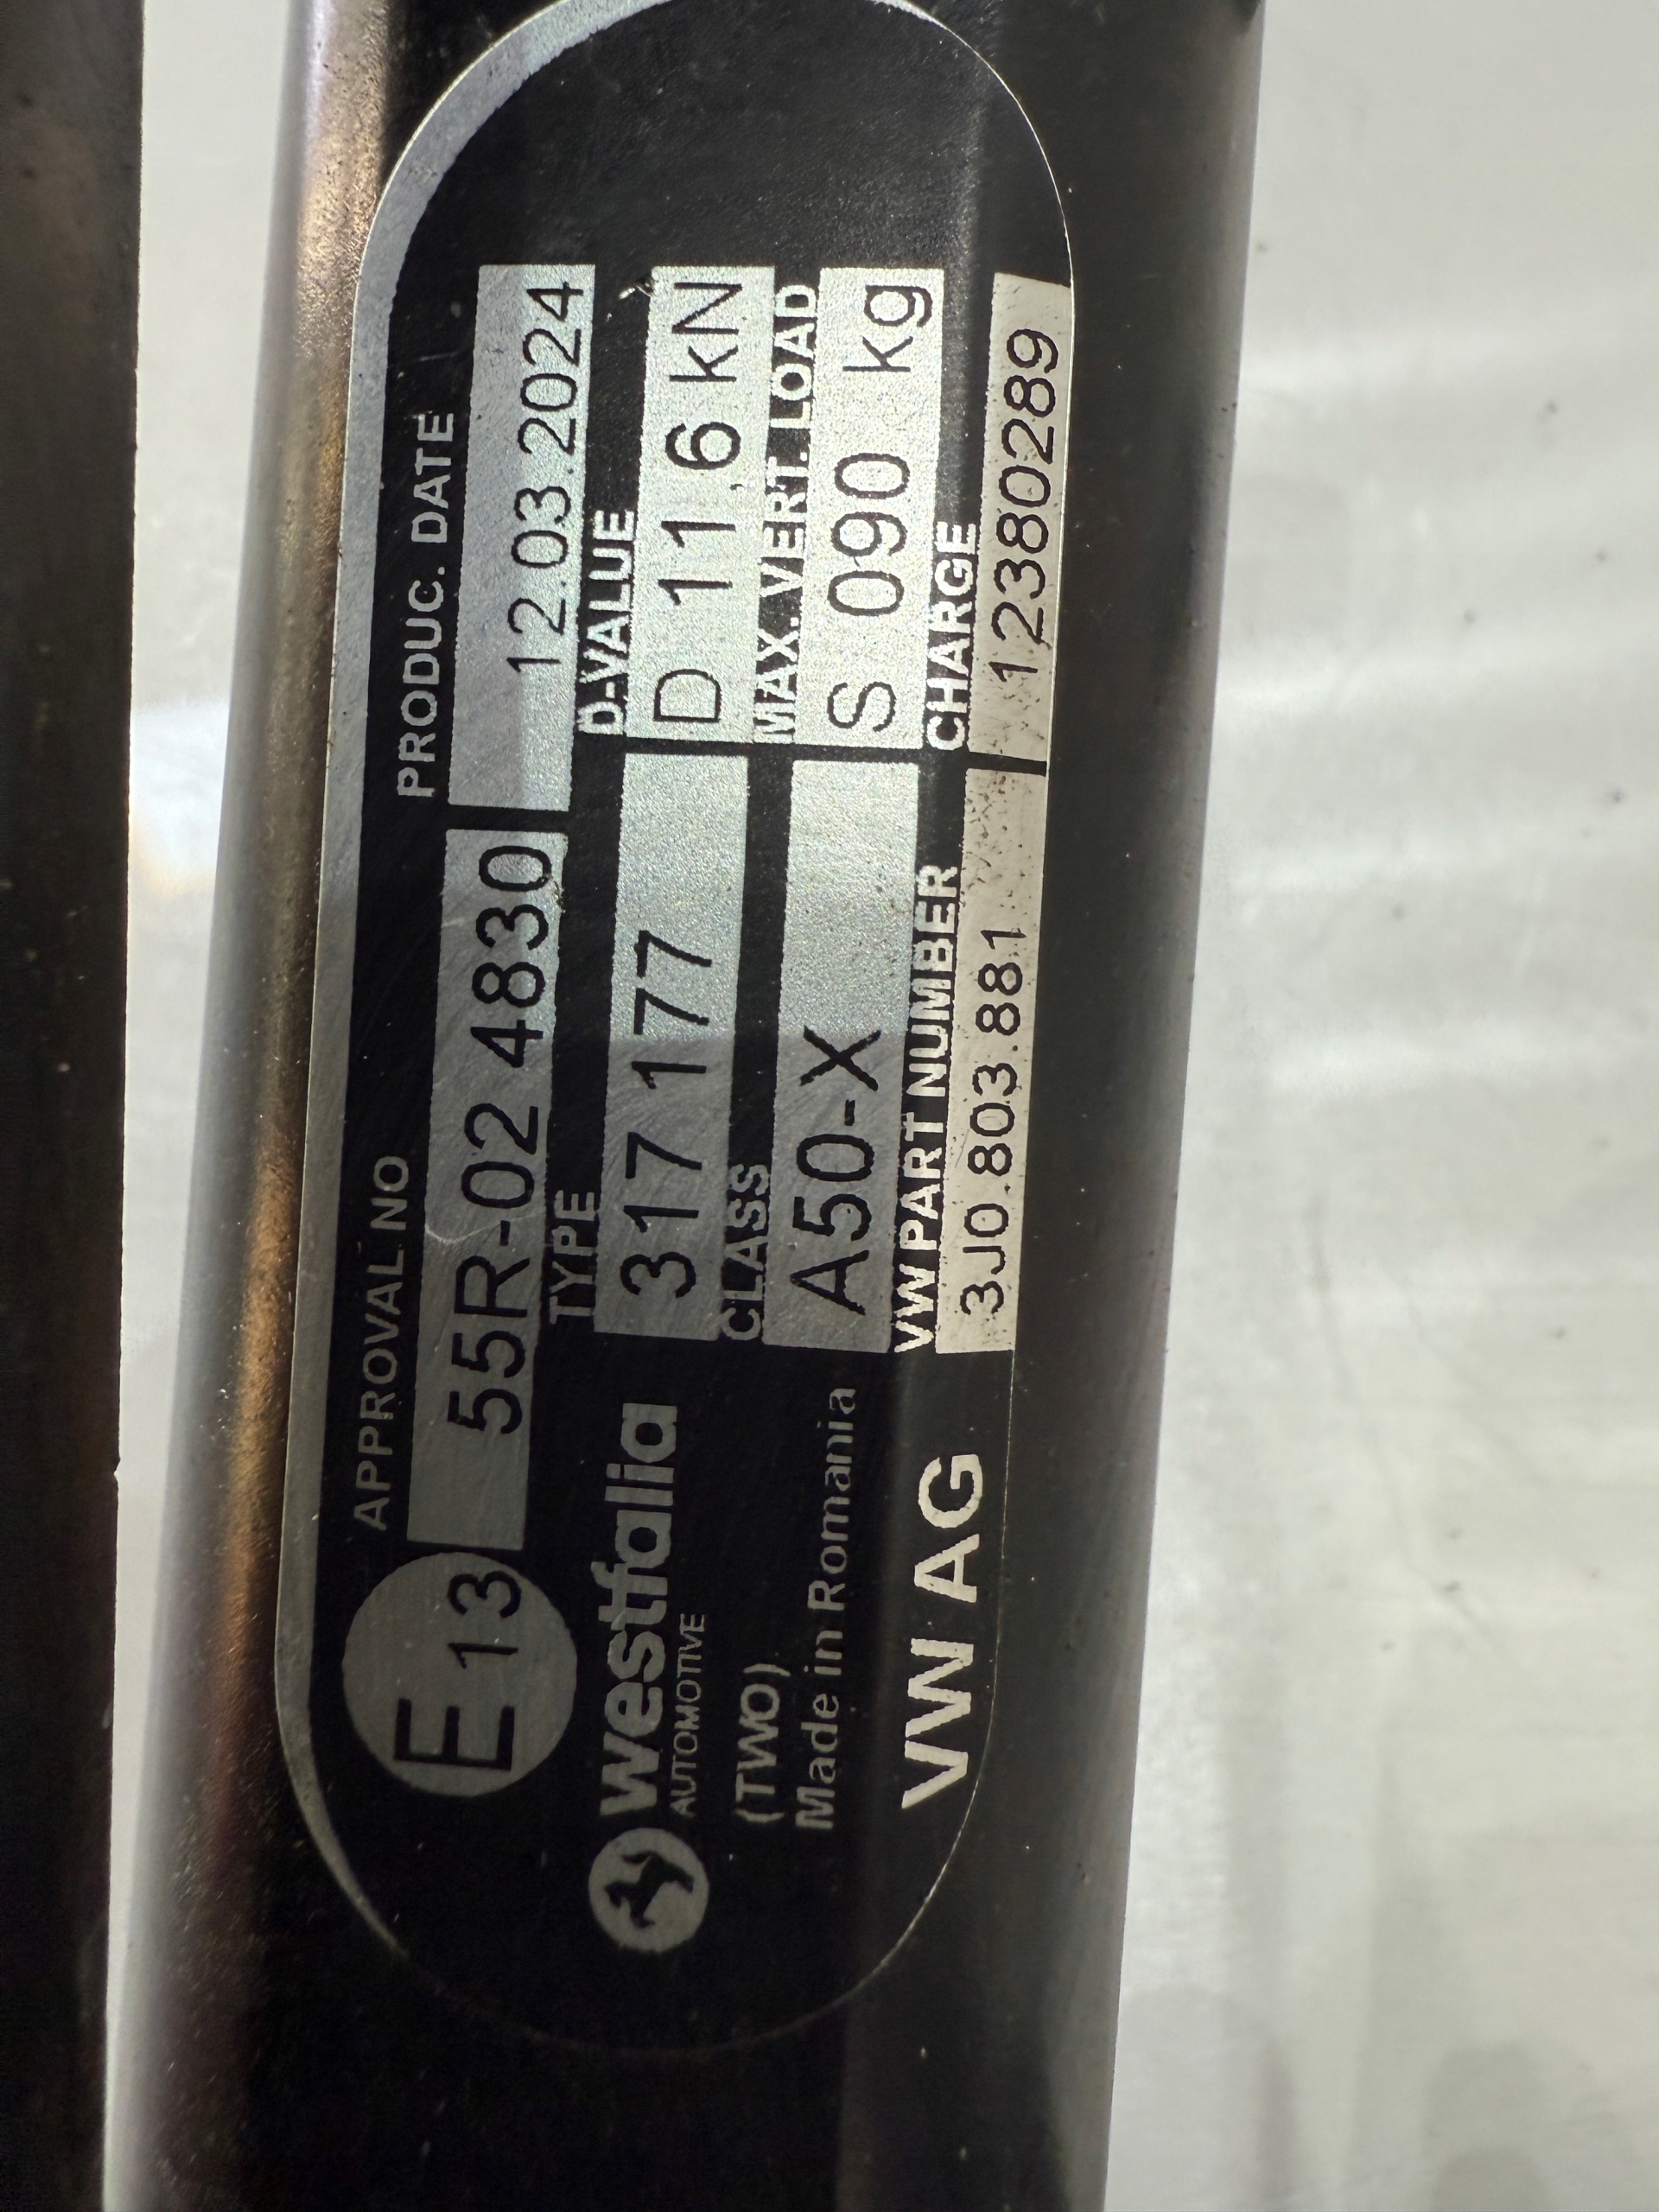 APPROVAL NO PRODUC. DATE
E 13 55R-02 4830 12.03.2024
TYPE D-VALUE
westfalia 317 177 D 11,6 kN
AUTOMOTIVE
CLASS MAX. VERT. LOAD
(TWO) A50-X S 090 kg
Made in Romania
VW PART NUMBER CHARGE
VW AG 3J0.803.881 12380289